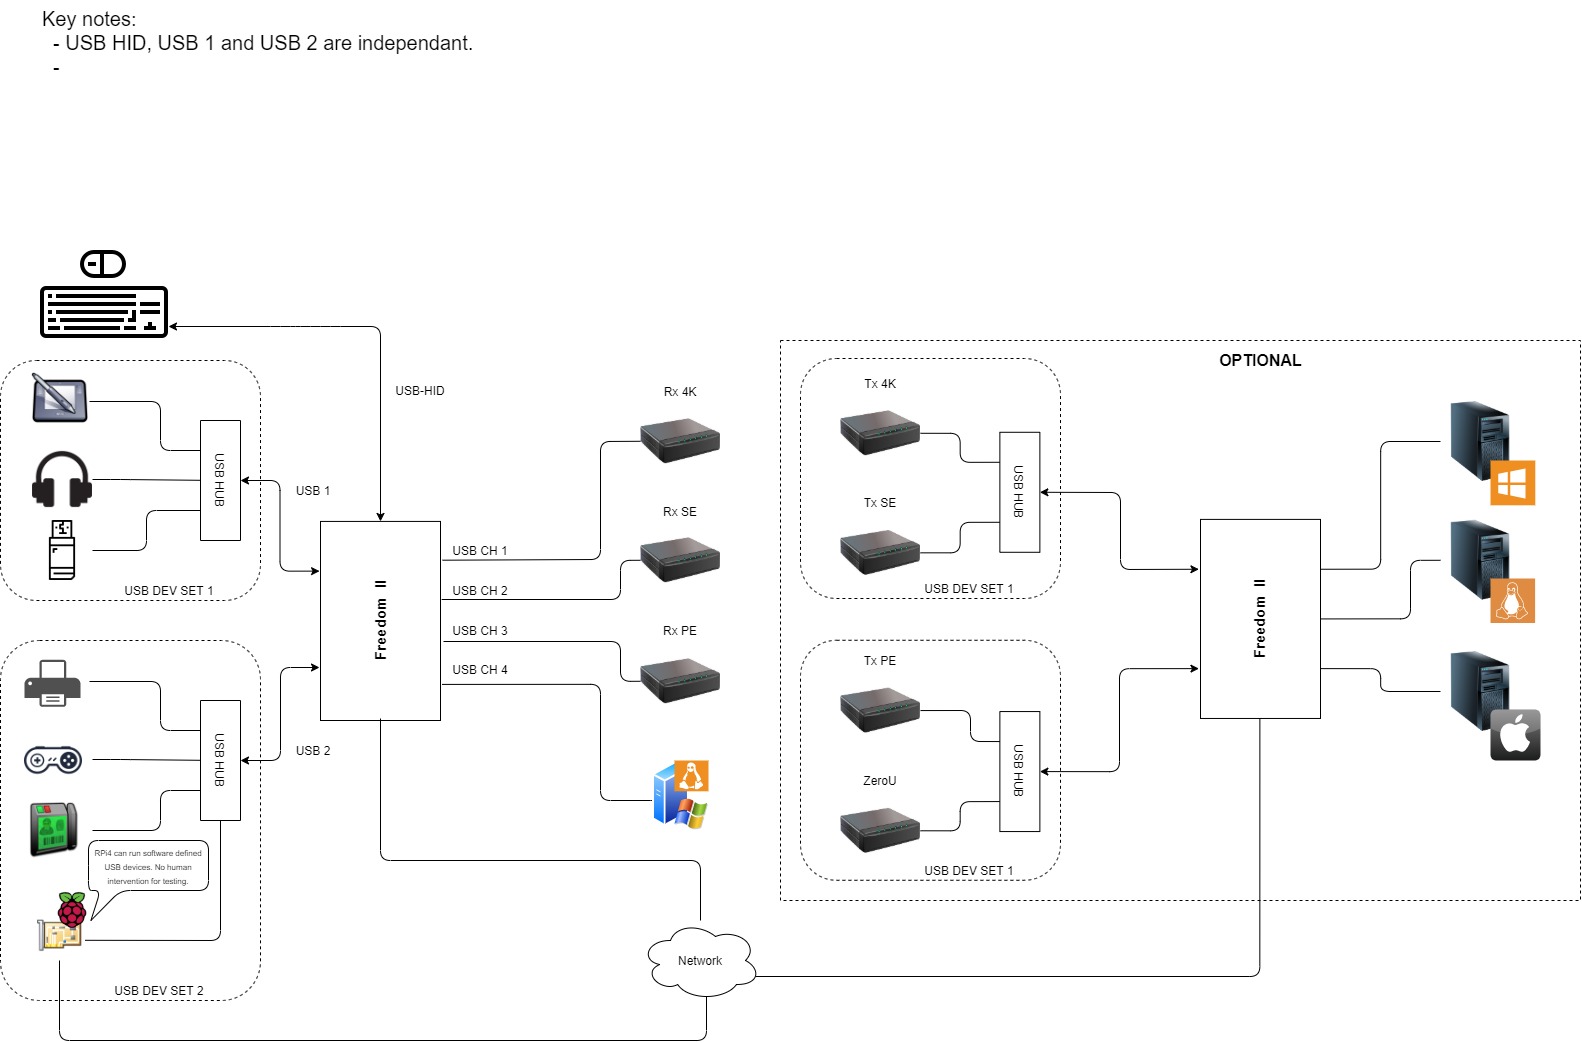 Key notes:
- USB HID, USB 1 and USB 2 are independant.
-
USB-HID
USB HUB
USB 1
USB DEV SET 1
USB HUB
USB 2
RPi4 can run software defined
USB devices. No human
intervention for testing.
USB DEV SET 2
Freedom II
USB CH 1
USB CH 2
USB CH 3
USB CH 4
Rx 4K
Rx SE
Rx PE
Network
OPTIONAL
Tx 4K
Tx SE
USB HUB
USB DEV SET 1
Tx PE
ZeroU
USB HUB
USB DEV SET 1
Freedom II